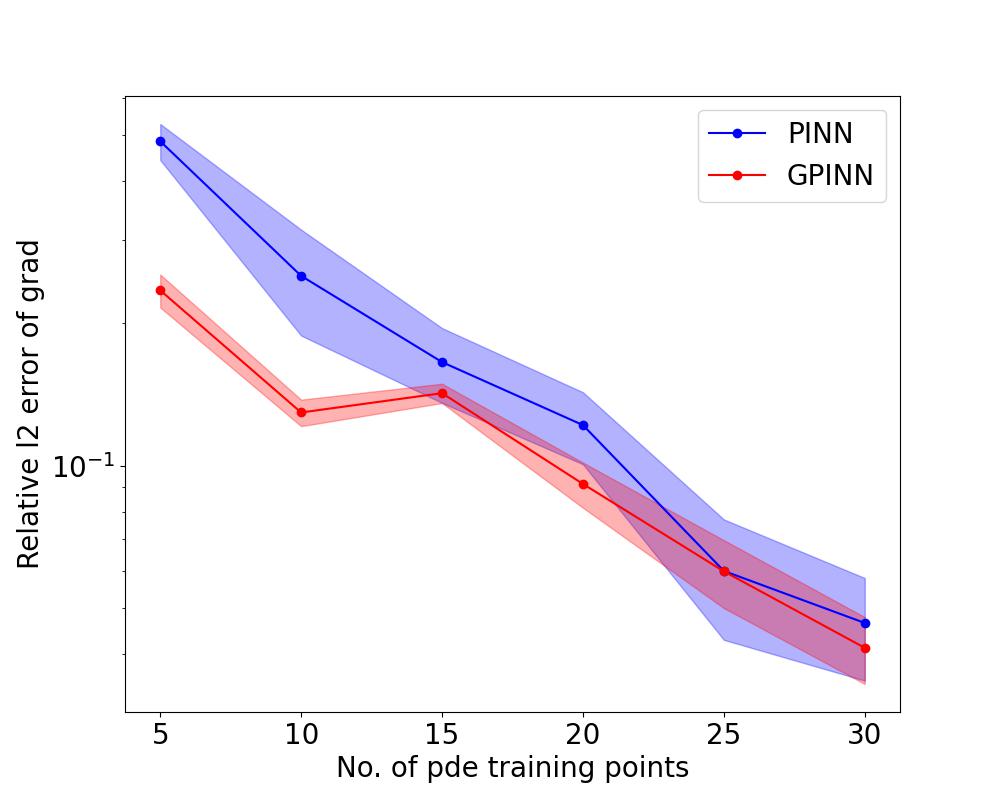 PINN
GPINN
Relative l2 error of grad
10⁻¹
5 10 15 20 25 30
No. of pde training points